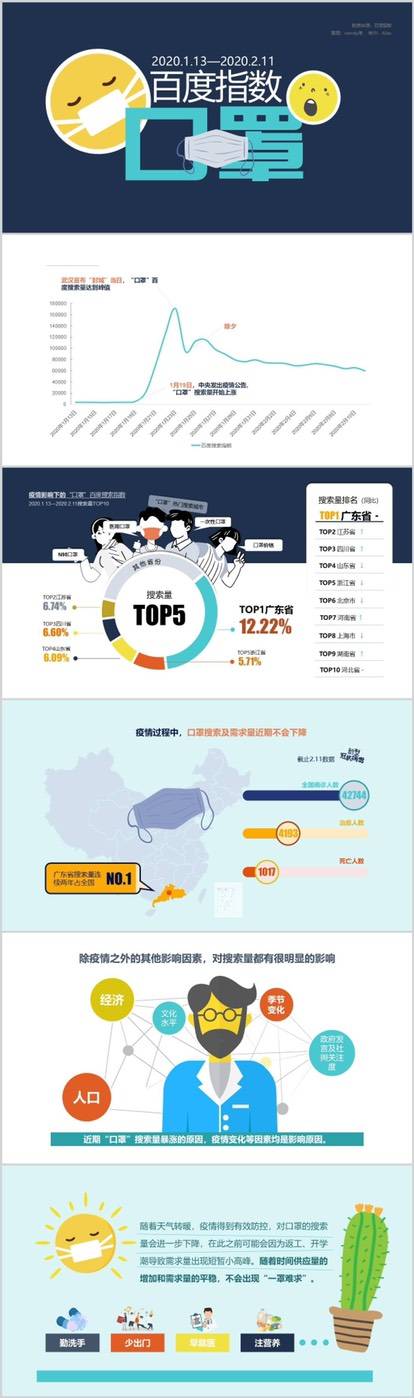 2020.1.13—2020.2.11
百度指数
口罩
武汉宣布“封城”当日，“口罩”百
度搜索量达到峰值
180000
160000
140000
120000
100000
80000
60000
40000
20000
0
除夕
1月19日，中央发出疫情公告，
“口罩”搜索量开始上涨
2020年1月13日
2020年1月15日
2020年1月17日
2020年1月19日
2020年1月21日
2020年1月23日
2020年1月25日
2020年1月27日
2020年1月29日
2020年1月31日
2020年2月2日
2020年2月4日
2020年2月6日
2020年2月8日
2020年2月10日
百度搜索指数
疫情影响下的“口罩”百度搜索指数
2020.1.13—2020.2.11搜索量TOP10
“口罩”热门搜索城市
医用口罩
一次性口罩
N95口罩
口罩价格
其他省份
搜索量
TOP5
TOP2江苏省
6.74%
TOP3四川省
6.60%
TOP4山东省
6.09%
TOP1广东省
12.22%
TOP5浙江省
5.71%
搜索量排名（同比）
TOP1 广东省 -
TOP2 江苏省 ↑
TOP3 四川省 ↑
TOP4 山东省 ↓
TOP5 浙江省 ↓
TOP6 北京市 ↓
TOP7 河南省 ↑
TOP8 上海市 ↓
TOP9 湖南省 ↑
TOP10 河北省 -
疫情过程中，口罩搜索及需求量近期不会下降
截止2.11数据
全国确诊人数
42744
治愈人数
4193
死亡人数
1017
广东省搜索量连
续两年占全国
NO.1
除疫情之外的其他影响因素，对搜索量都有很明显的影响
经济
文化
水平
季节
变化
政府发
言及社
舆关注
度
人口
近期“口罩”搜索量暴涨的原因，疫情变化等因素均是影响原因。
随着天气转暖，疫情得到有效防控，对口罩的搜索
量会进一步下降，在此之前可能会因为返工、开学
潮导致需求量出现短暂小高峰。随着时间供应量的
增加和需求量的平稳，不会出现“一罩难求”。
勤洗手
少出门
早就医
注营养